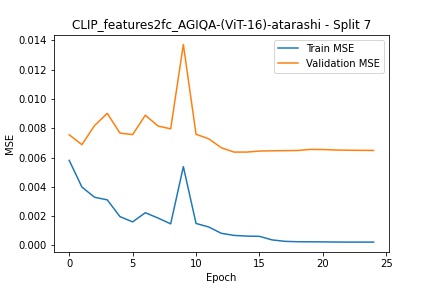 CLIP_features2fc_AGIQA-(ViT-16)-atarashi - Split 7
0.014
0.012
0.010
0.008
0.006
0.004
0.002
0.000
MSE
Train MSE
Validation MSE
0 5 10 15 20 25
Epoch